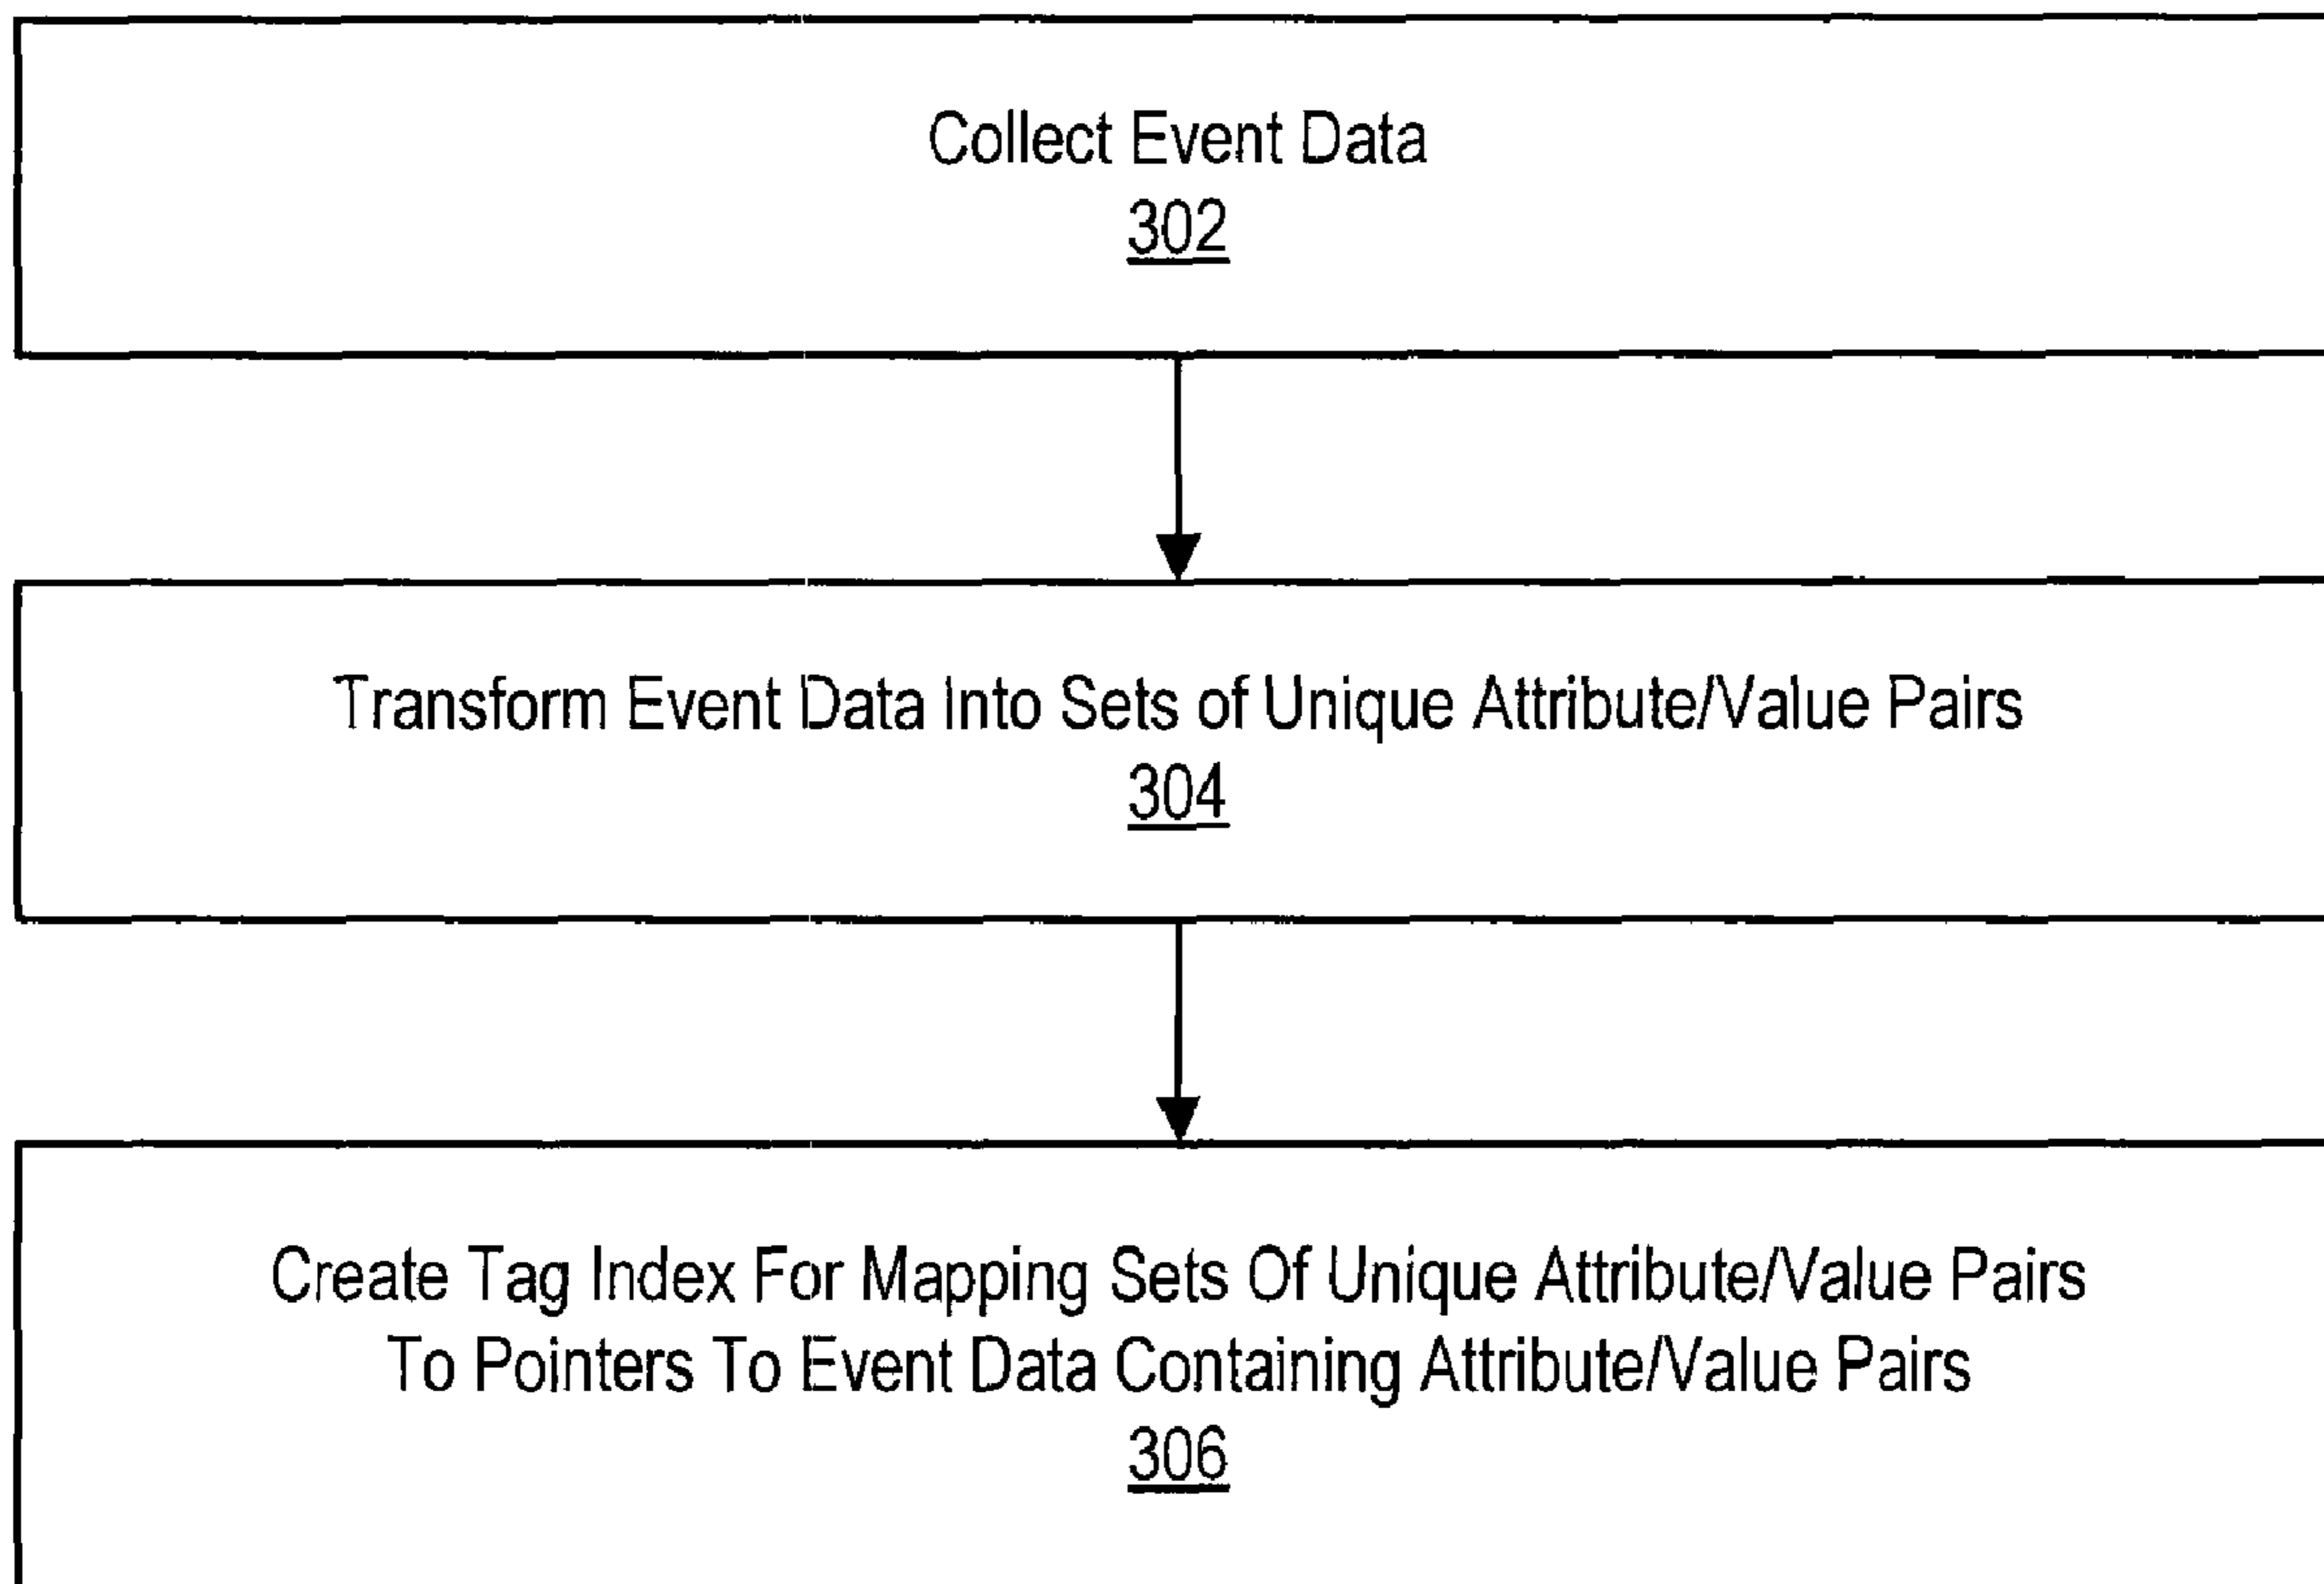 Collect Event Data
302
Transform Event Data Into Sets of Unique Attribute/Value Pairs
304
Create Tag Index For Mapping Sets Of Unique Attribute/Value Pairs
To Pointers To Event Data Containing Attribute/Value Pairs
306